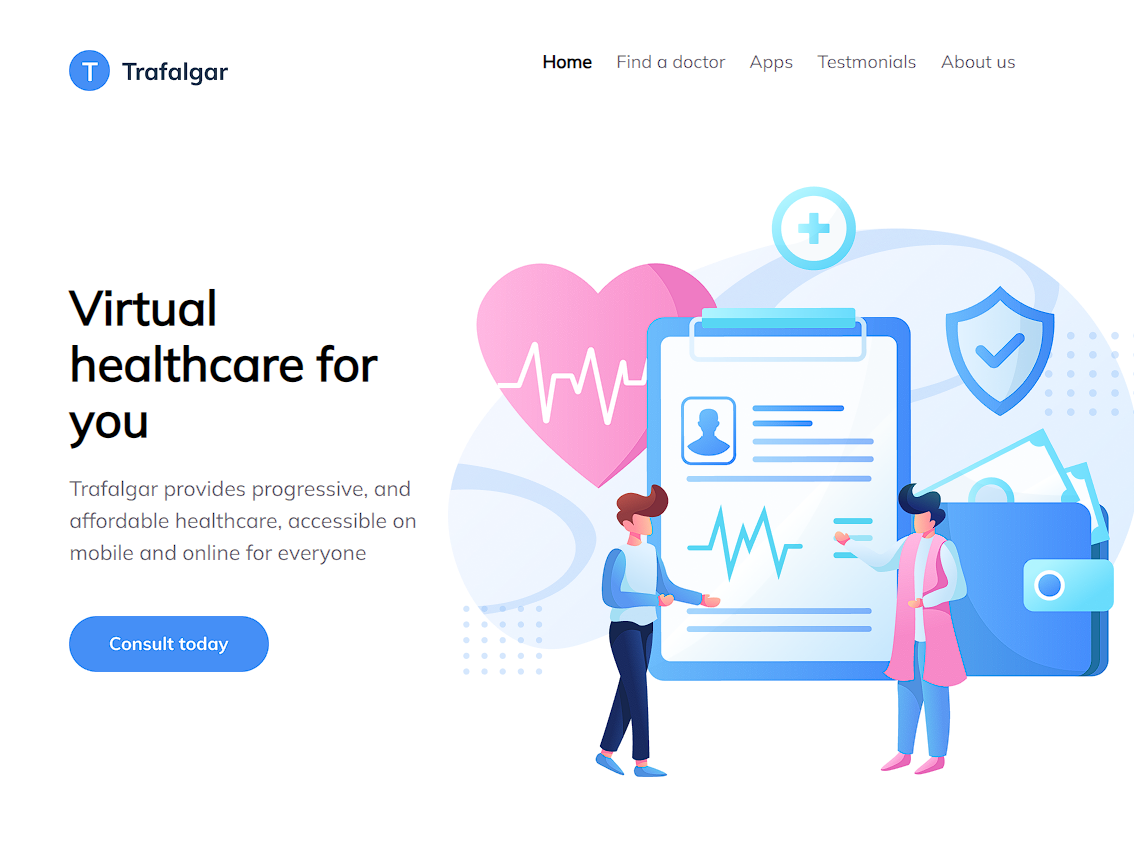 T Trafalgar
Home Find a doctor Apps Testmonials About us
Virtual
healthcare for
you
Trafalgar provides progressive, and
affordable healthcare, accessible on
mobile and online for everyone
Consult today